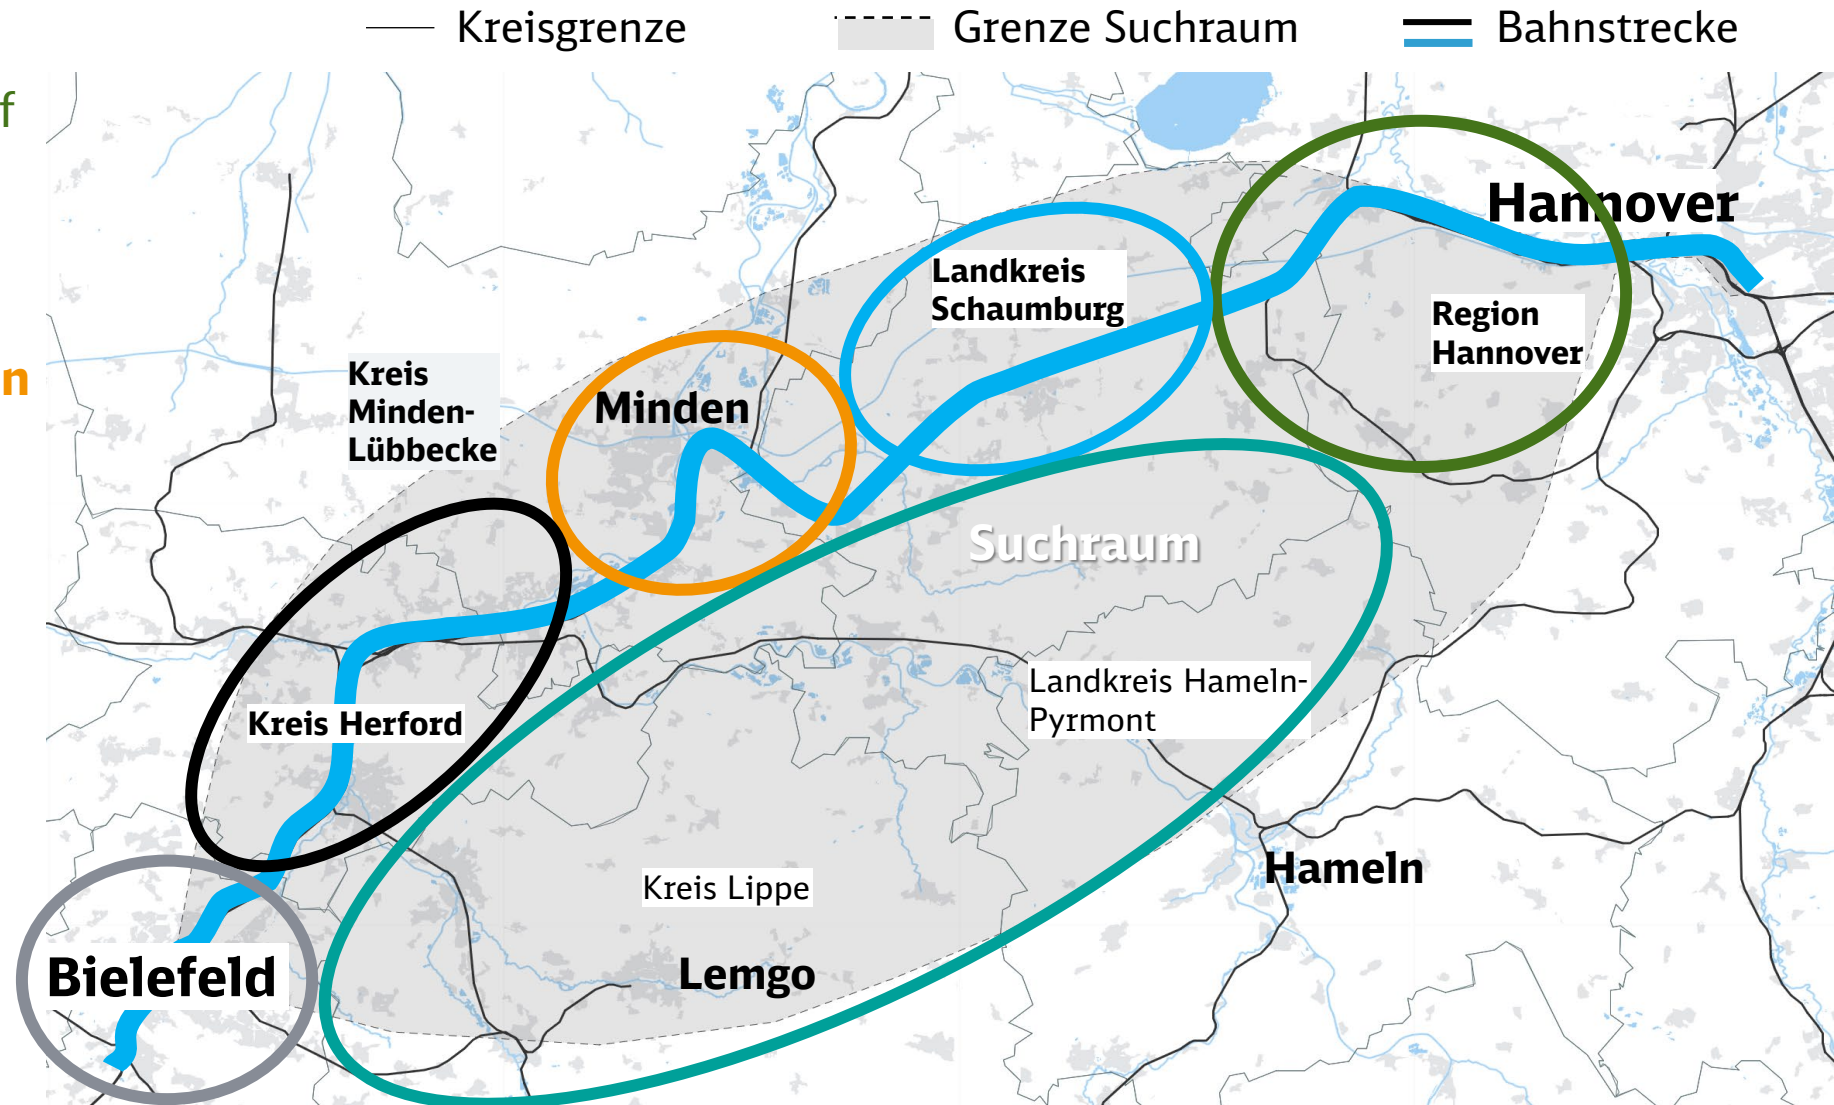 Kreisgrenze
Grenze Suchraum
Bahnstrecke
f
Hannover
Landkreis
Schaumburg
Region
Hannover
n
Kreis
Minden-
Lübbecke
Minden
Suchraum
Landkreis Hameln-
Pyrmont
Kreis Herford
Hameln
Kreis Lippe
Bielefeld
Lemgo